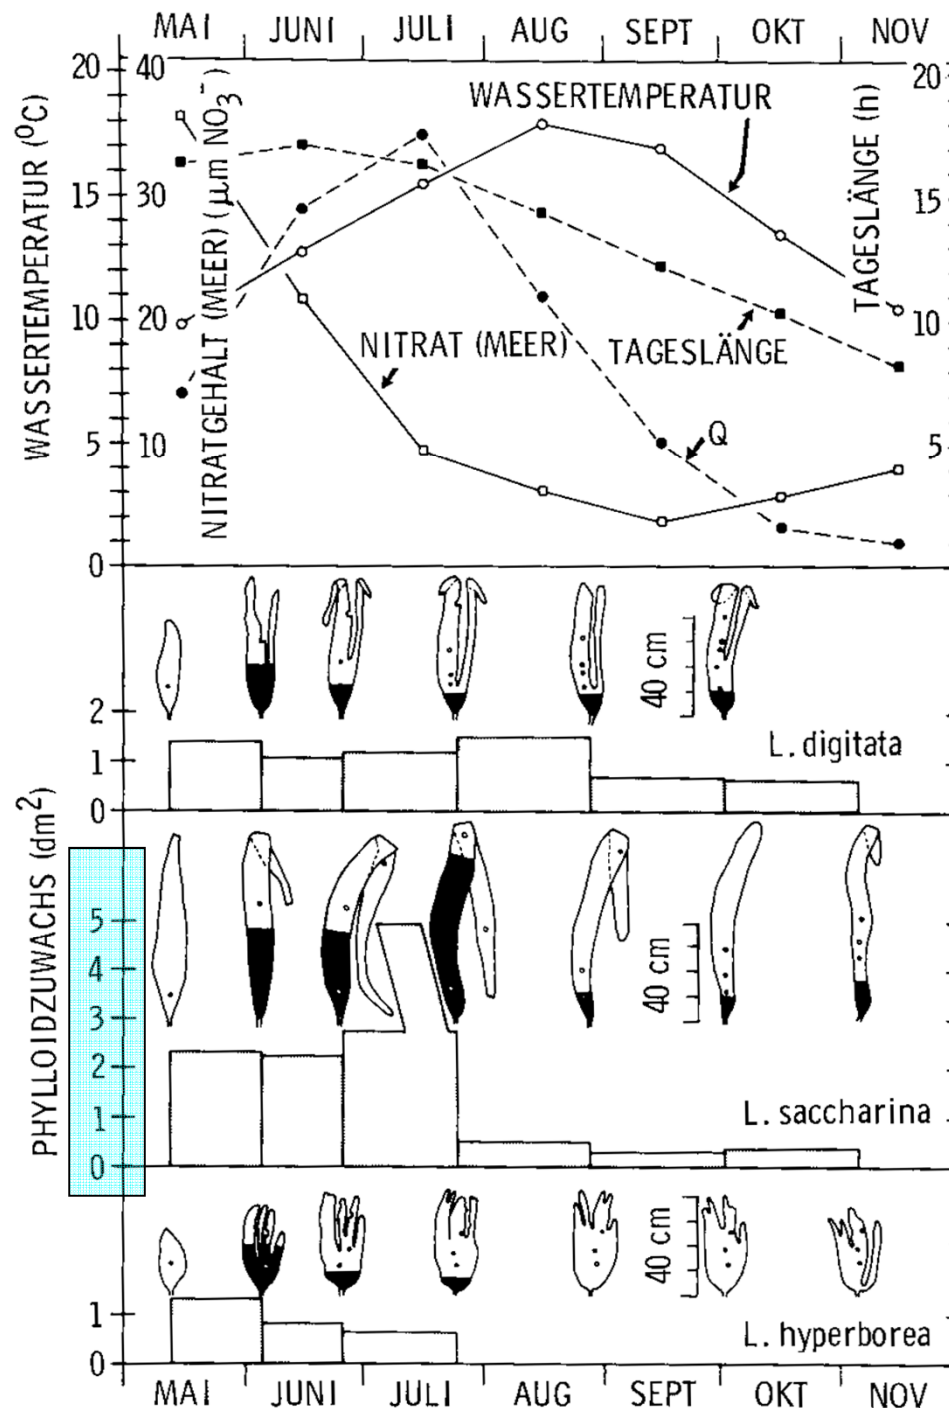 MAI JUNI JULI AUG SEPT OKT NOV
20 40 20
WASSERTEMPERATUR
15 30 15
10 20 10
NITRAT (MEER) TAGESLÄNGE
5 10 5
Q
0
WASSERTEMPERATUR (⁰C)
NITRATGEHALT (MEER) (µm NO₃⁻)
TAGESLÄNGE (h)
40 cm
2
L. digitata
1
0
PHYLLOIDZUWACHS (dm²)
5
4
40 cm
3
2
L. saccharina
1
0
40 cm
1
L. hyperborea
0
MAI JUNI JULI AUG SEPT OKT NOV